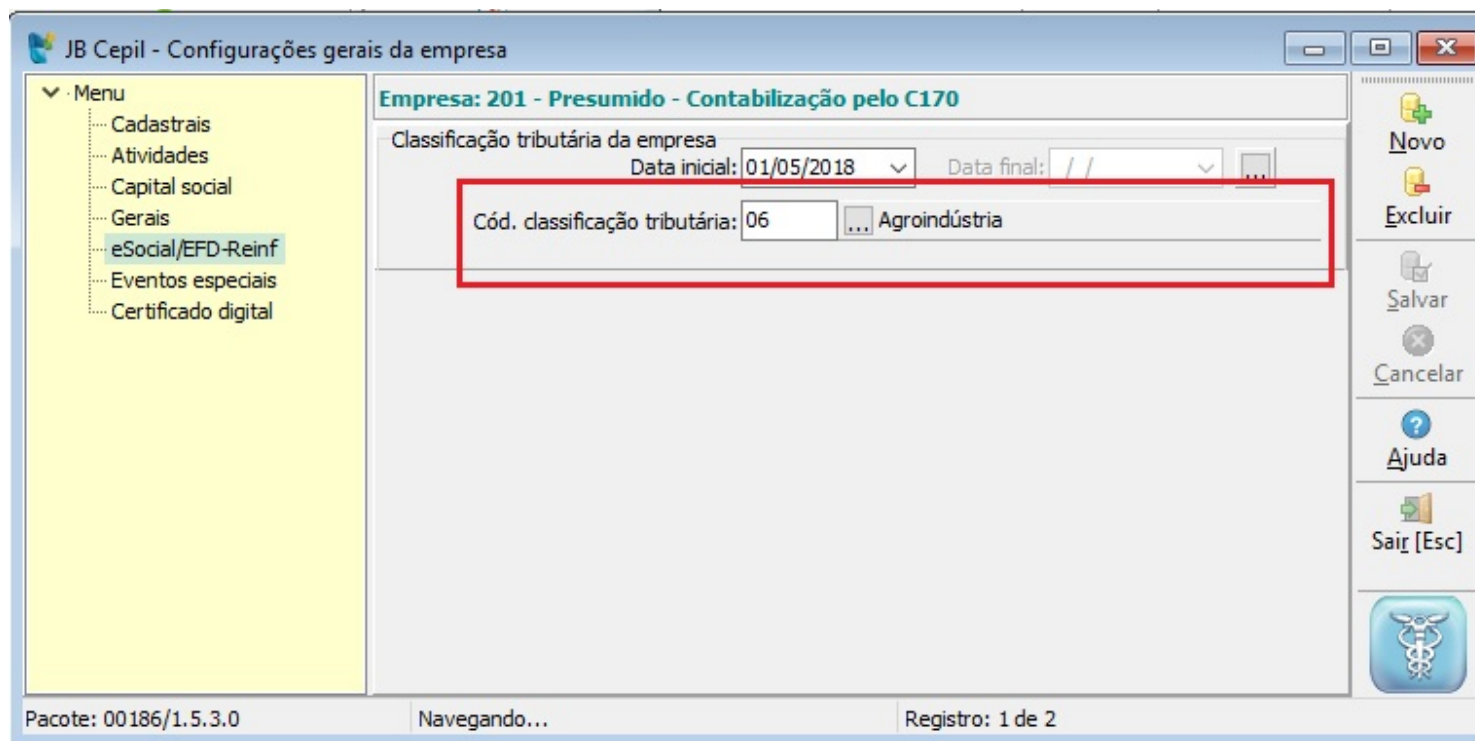 JB Cepil - Configurações gerais da empresa
Menu
Cadastrais
Atividades
Capital social
Gerais
eSocial/EFD-Reinf
Eventos especiais
Certificado digital
Empresa: 201 - Presumido - Contabilização pelo C170
Classificação tributária da empresa
Data inicial: 01/05/2018 Data final: / / ...
Cód. classificação tributária: 06 ... Agroindústria
Novo
Excluir
Salvar
Cancelar
Ajuda
Sair [Esc]
Pacote: 00186/1.5.3.0 Navegando... Registro: 1 de 2